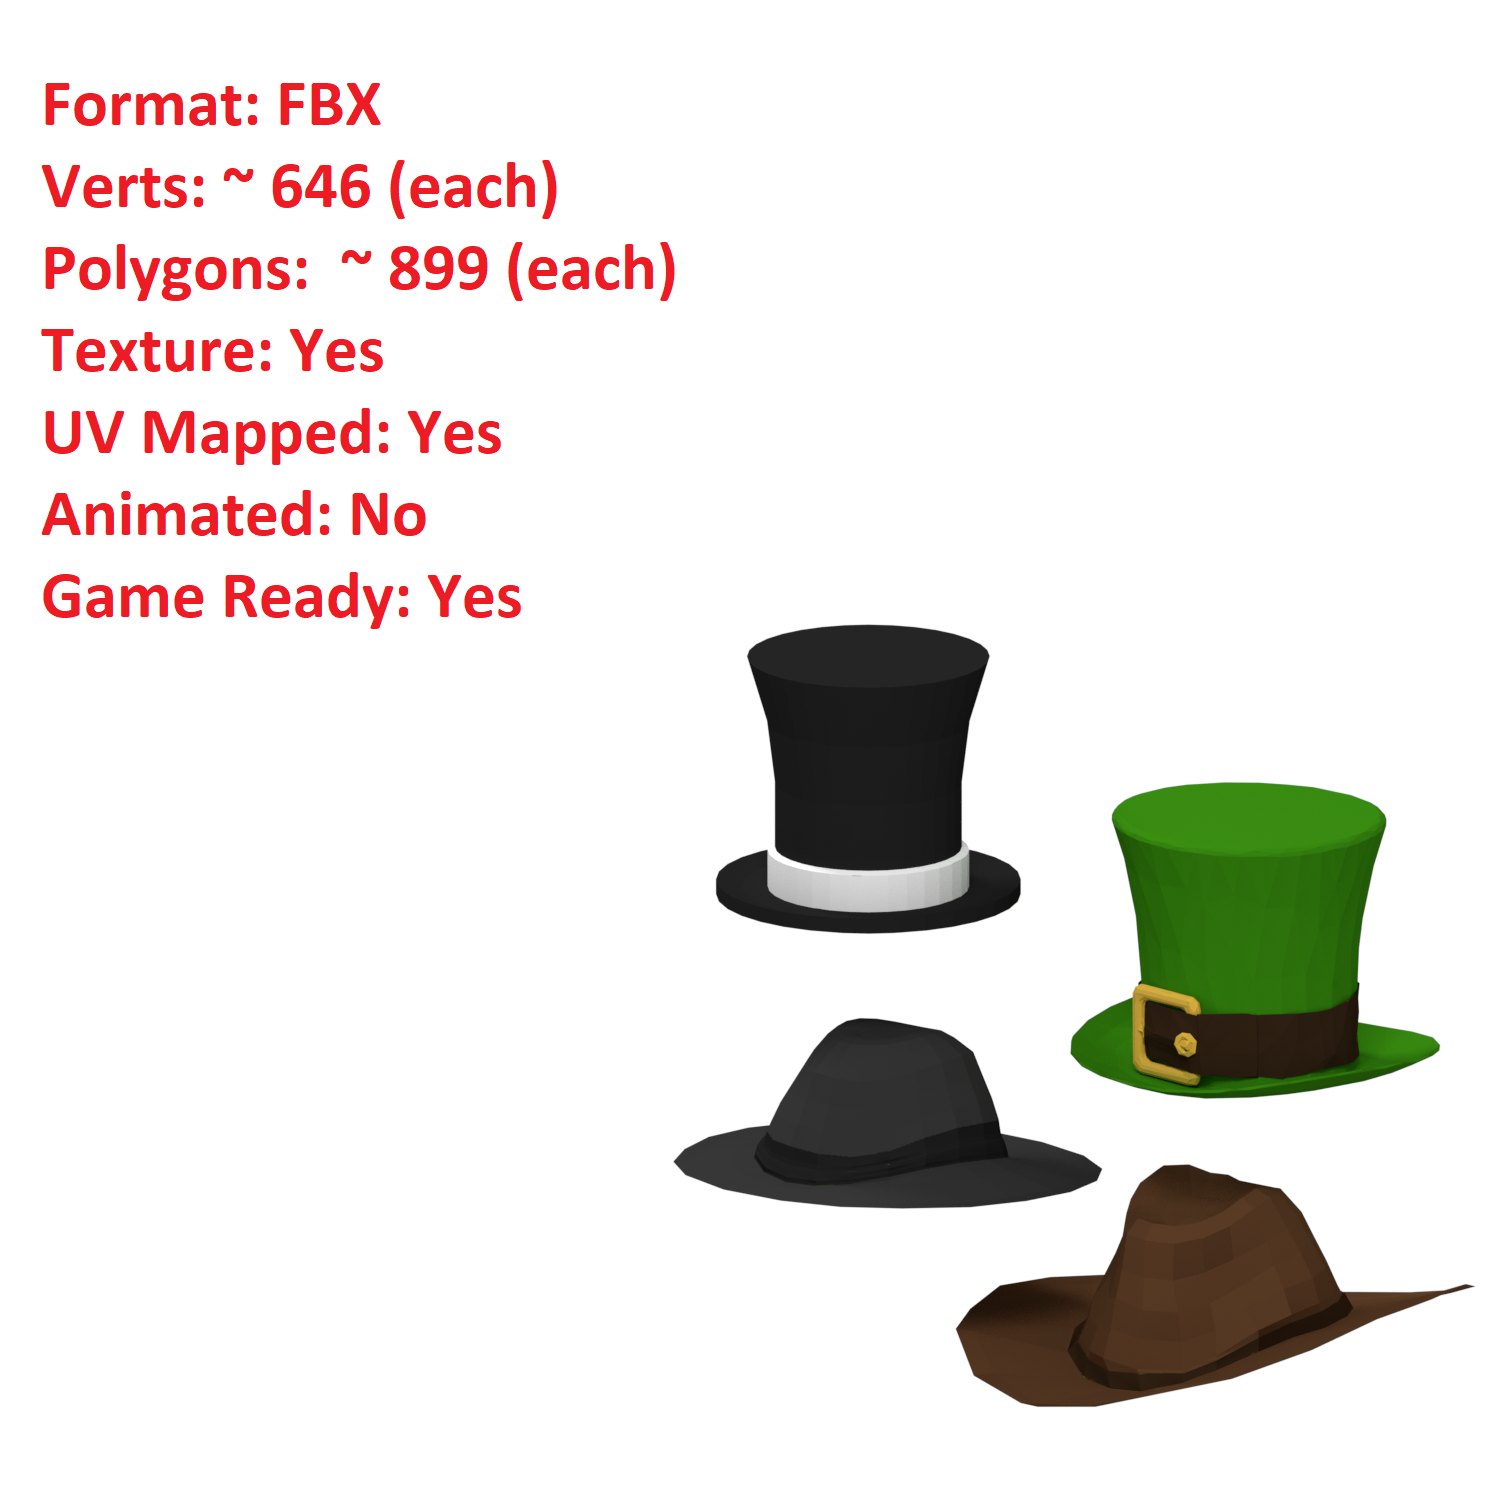 Format: FBX
Verts: ~ 646 (each)
Polygons:  ~ 899 (each)
Texture: Yes
UV Mapped: Yes
Animated: No
Game Ready: Yes